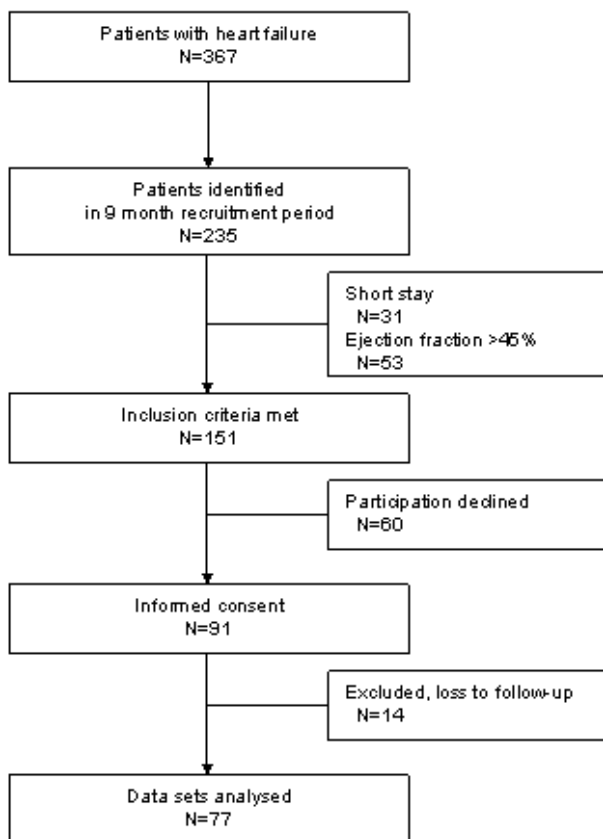 Patients with heart failure
N=367
Patients identified
in 9 month recruitment period
N=235
Short stay
N=31
Ejection fraction >45%
N=53
Inclusion criteria met
N=151
Participation declined
N=60
Informed consent
N=91
Excluded, loss to follow-up
N=14
Data sets analysed
N=77